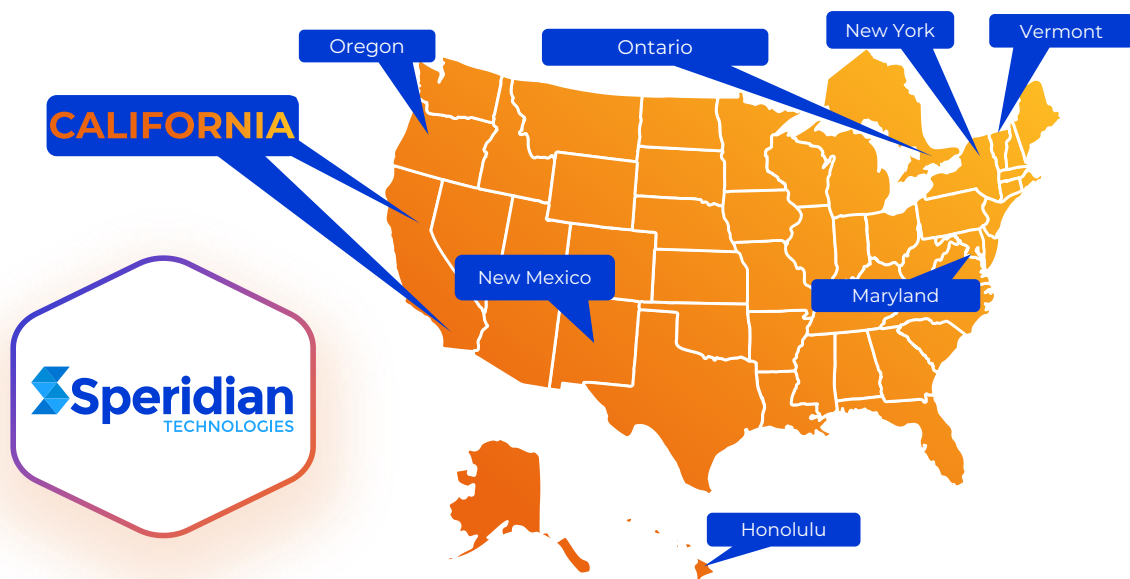 Oregon
Ontario
New York
Vermont
CALIFORNIA
New Mexico
Maryland
Speridian
TECHNOLOGIES
Honolulu